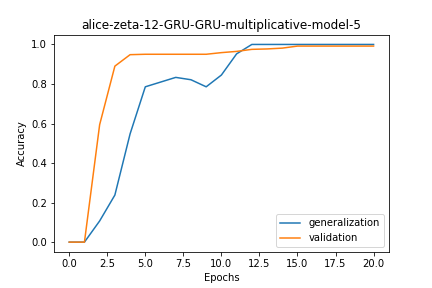 alice-zeta-12-GRU-GRU-multiplicative-model-5
1.0
0.8
0.6
0.4
0.2
0.0
Accuracy
generalization
validation
0.0 2.5 5.0 7.5 10.0 12.5 15.0 17.5 20.0
Epochs